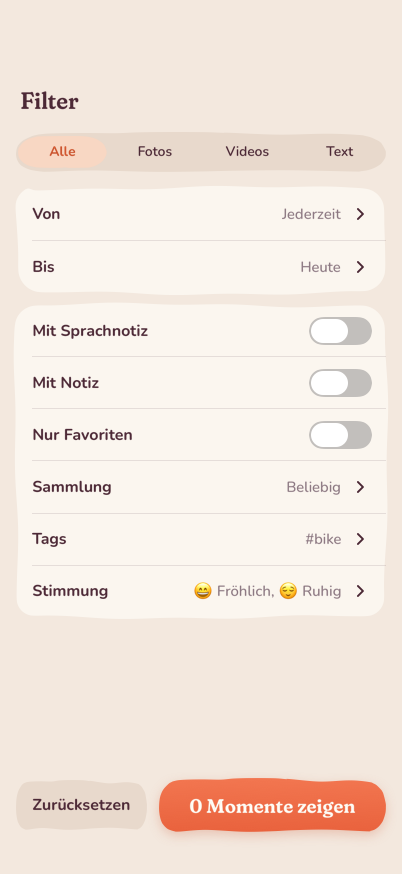 Filter
Alle Fotos Videos Text
Von Jederzeit
Bis Heute
Mit Sprachnotiz
Mit Notiz
Nur Favoriten
Sammlung Beliebig
Tags #bike
Stimmung 😄 Fröhlich, 😌 Ruhig
Zurücksetzen 0 Momente zeigen